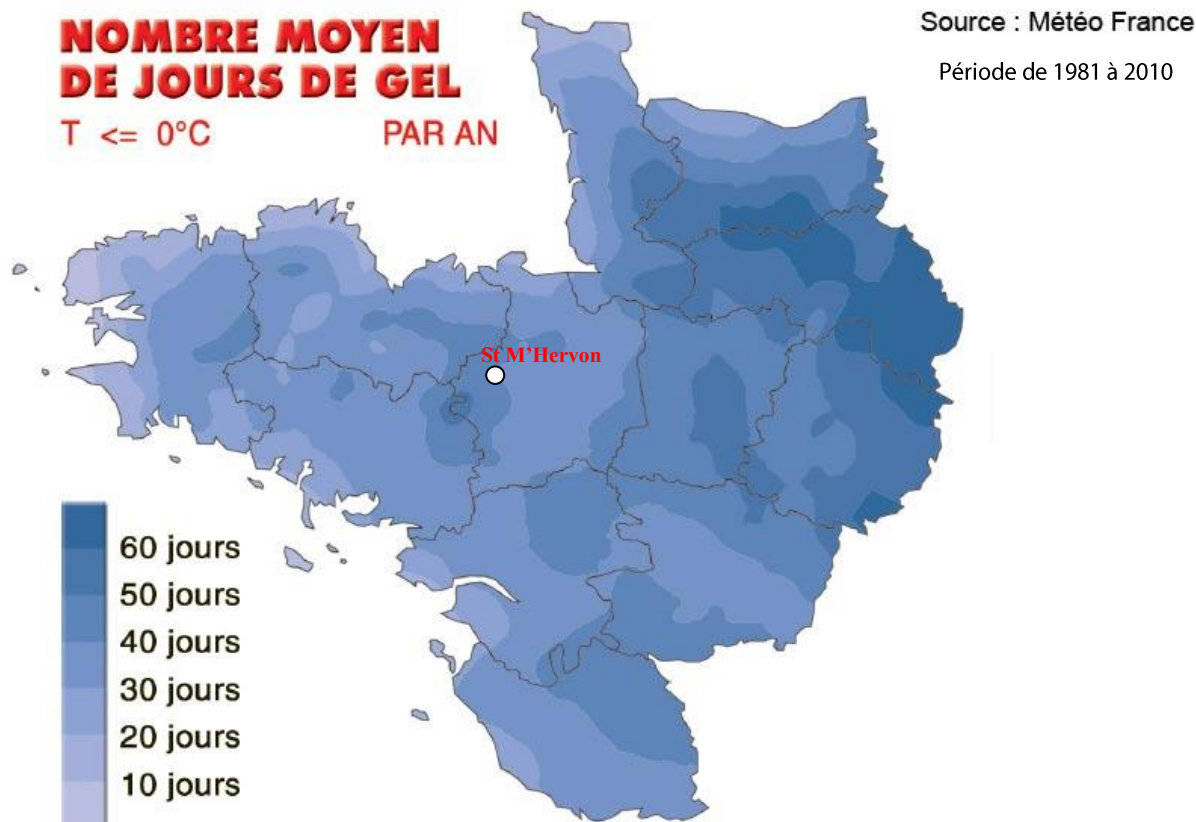 NOMBRE MOYEN
DE JOURS DE GEL
T <= 0°C PAR AN
Source : Météo France
Période de 1981 à 2010
St M’Hervon
60 jours
50 jours
40 jours
30 jours
20 jours
10 jours